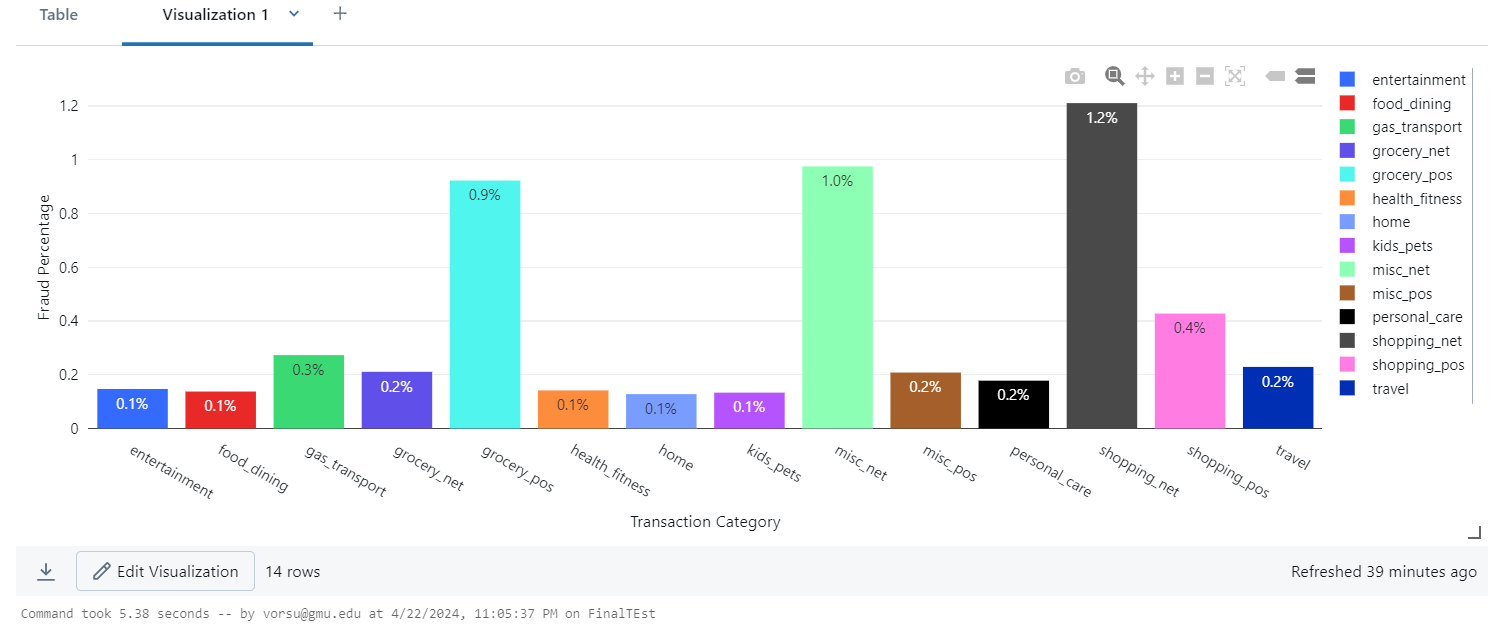 Table
Visualization 1
1.2
1
0.8
0.6
0.4
0.2
0
Fraud Percentage
0.1%
0.1%
0.3%
0.2%
0.9%
0.1%
0.1%
0.1%
1.0%
0.2%
0.2%
1.2%
0.4%
0.2%
entertainment
food_dining
gas_transport
grocery_net
grocery_pos
health_fitness
home
kids_pets
misc_net
misc_pos
personal_care
shopping_net
shopping_pos
travel
Transaction Category
entertainment
food_dining
gas_transport
grocery_net
grocery_pos
health_fitness
home
kids_pets
misc_net
misc_pos
personal_care
shopping_net
shopping_pos
travel
Edit Visualization
14 rows
Refreshed 39 minutes ago
Command took 5.38 seconds -- by vorsu@gmu.edu at 4/22/2024, 11:05:37 PM on FinalTEst